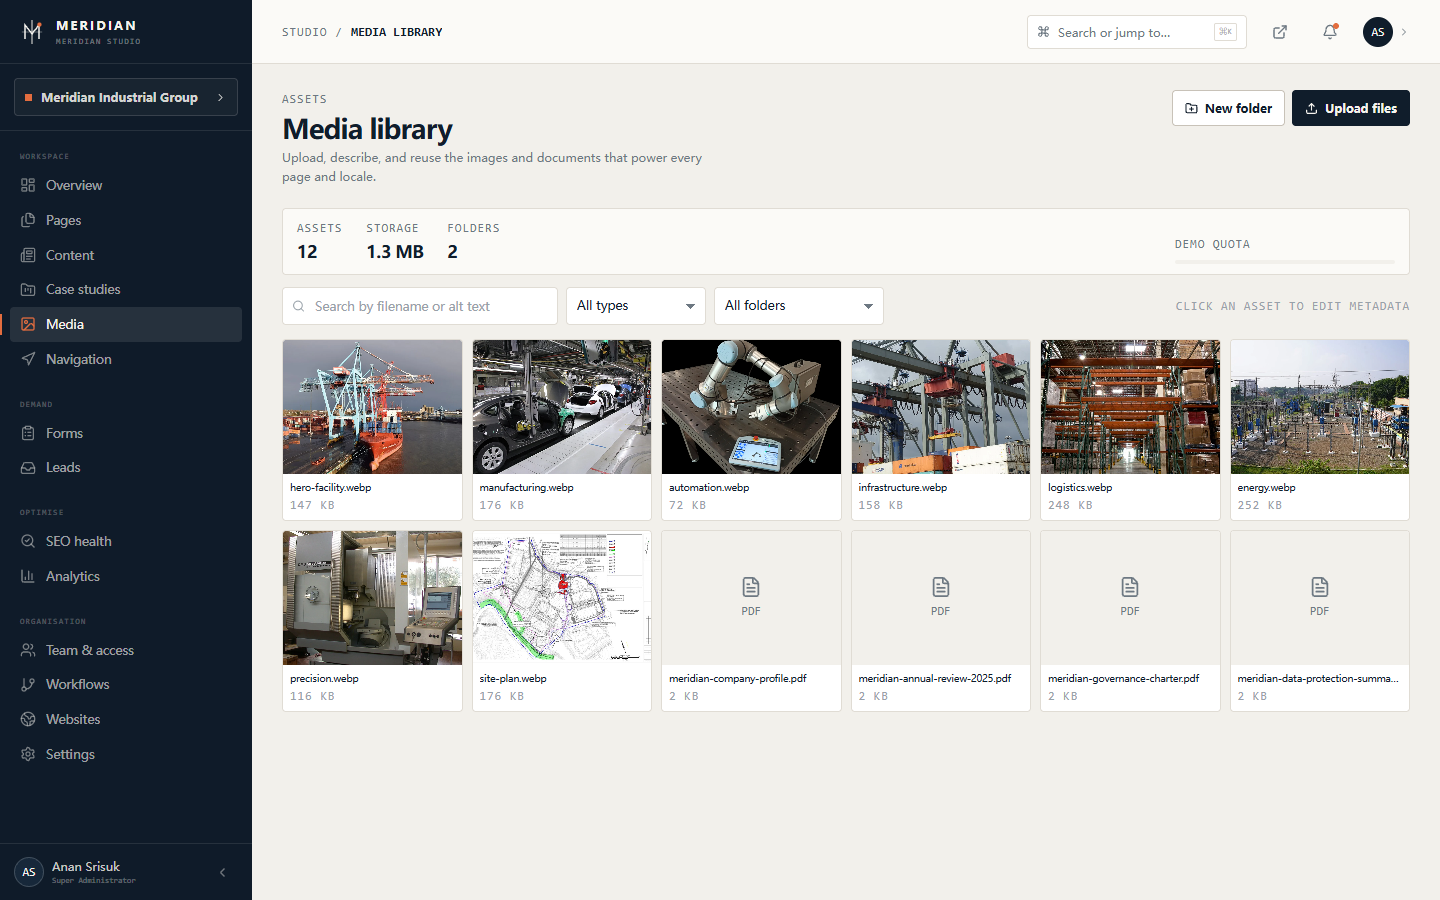 MERIDIAN
MERIDIAN STUDIO
Meridian Industrial Group
WORKSPACE
Overview
Pages
Content
Case studies
Media
Navigation
DEMAND
Forms
Leads
OPTIMISE
SEO health
Analytics
ORGANISATION
Team & access
Workflows
Websites
Settings
AS
Anan Srisuk
Super Administrator
STUDIO / MEDIA LIBRARY
Search or jump to...
⌘K
AS
ASSETS
Media library
Upload, describe, and reuse the images and documents that power every
page and locale.
New folder
Upload files
ASSETS
12
STORAGE
1.3 MB
FOLDERS
2
DEMO QUOTA
Search by filename or alt text
All types
All folders
CLICK AN ASSET TO EDIT METADATA
hero-facility.webp
147 KB
manufacturing.webp
176 KB
automation.webp
72 KB
infrastructure.webp
158 KB
logistics.webp
248 KB
energy.webp
252 KB
precision.webp
116 KB
site-plan.webp
176 KB
PDF
meridian-company-profile.pdf
2 KB
PDF
meridian-annual-review-2025.pdf
2 KB
PDF
meridian-governance-charter.pdf
2 KB
PDF
meridian-data-protection-summa...
2 KB